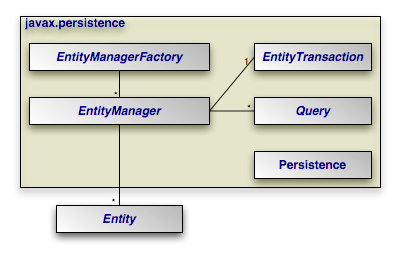 javax.persistence
EntityManagerFactory
1
EntityTransaction
*
EntityManager
*
Query
Persistence
*
Entity